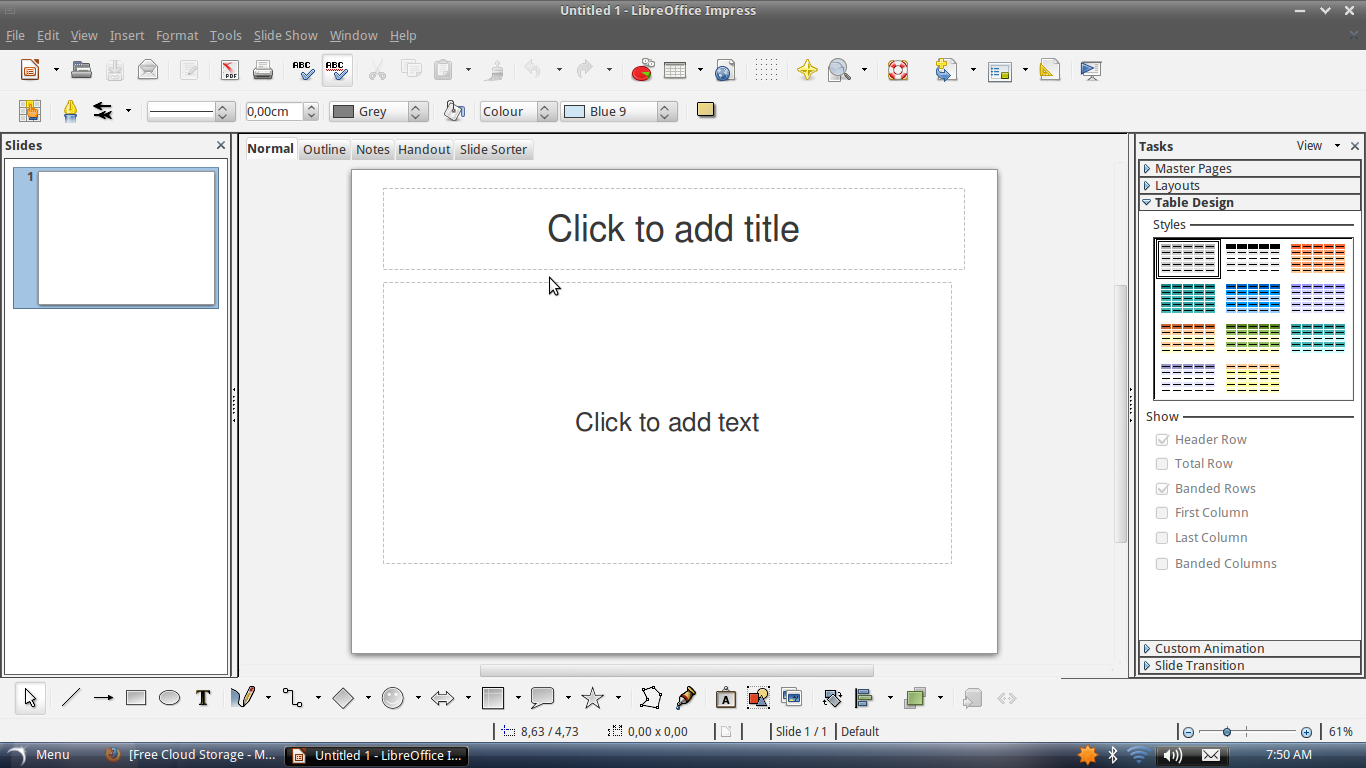 Untitled 1 - LibreOffice Impress
File Edit View Insert Format Tools Slide Show Window Help
PDF ABC ABC
0,00cm Grey Colour Blue 9
Slides
1
Normal Outline Notes Handout Slide Sorter
Click to add title
Click to add text
Tasks View
Master Pages
Layouts
Table Design
Styles
Show
Header Row
Total Row
Banded Rows
First Column
Last Column
Banded Columns
Custom Animation
Slide Transition
T A
8,63 / 4,73 0,00 x 0,00 Slide 1 / 1 Default 61%
Menu [Free Cloud Storage - M... Untitled 1 - LibreOffice I... 7:50 AM